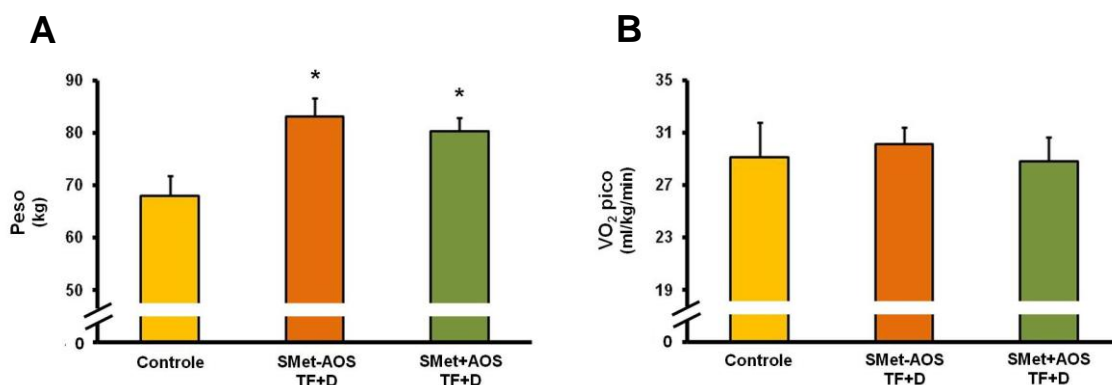 A
Peso
(kg)
90
80
70
60
50
0
*
*
Controle
SMet-AOS
TF+D
SMet+AOS
TF+D
B
VO₂ pico
(ml/kg/min)
35
31
27
23
19
0
Controle
SMet-AOS
TF+D
SMet+AOS
TF+D